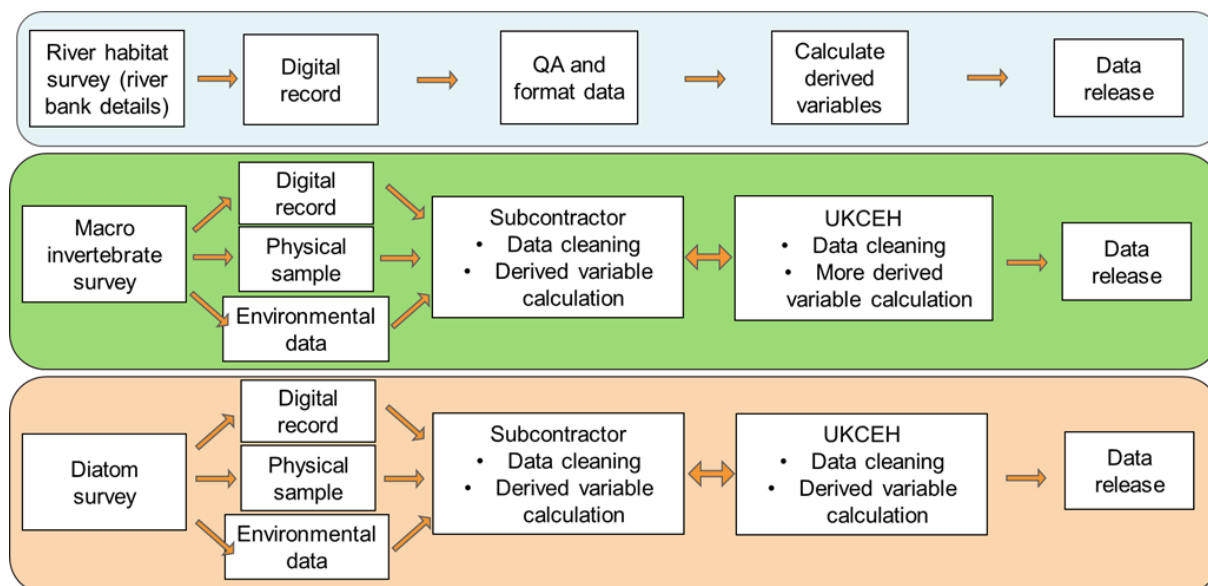 River habitat
survey (river
bank details)
Digital
record
QA and
format data
Calculate
derived
variables
Data
release
Macro
invertebrate
survey
Digital
record
Physical
sample
Environmental
data
Subcontractor
• Data cleaning
• Derived variable
calculation
UKCEH
• Data cleaning
• More derived
variable calculation
Data
release
Diatom
survey
Digital
record
Physical
sample
Environmental
data
Subcontractor
• Data cleaning
• Derived variable
calculation
UKCEH
• Data cleaning
• Derived variable
calculation
Data
release